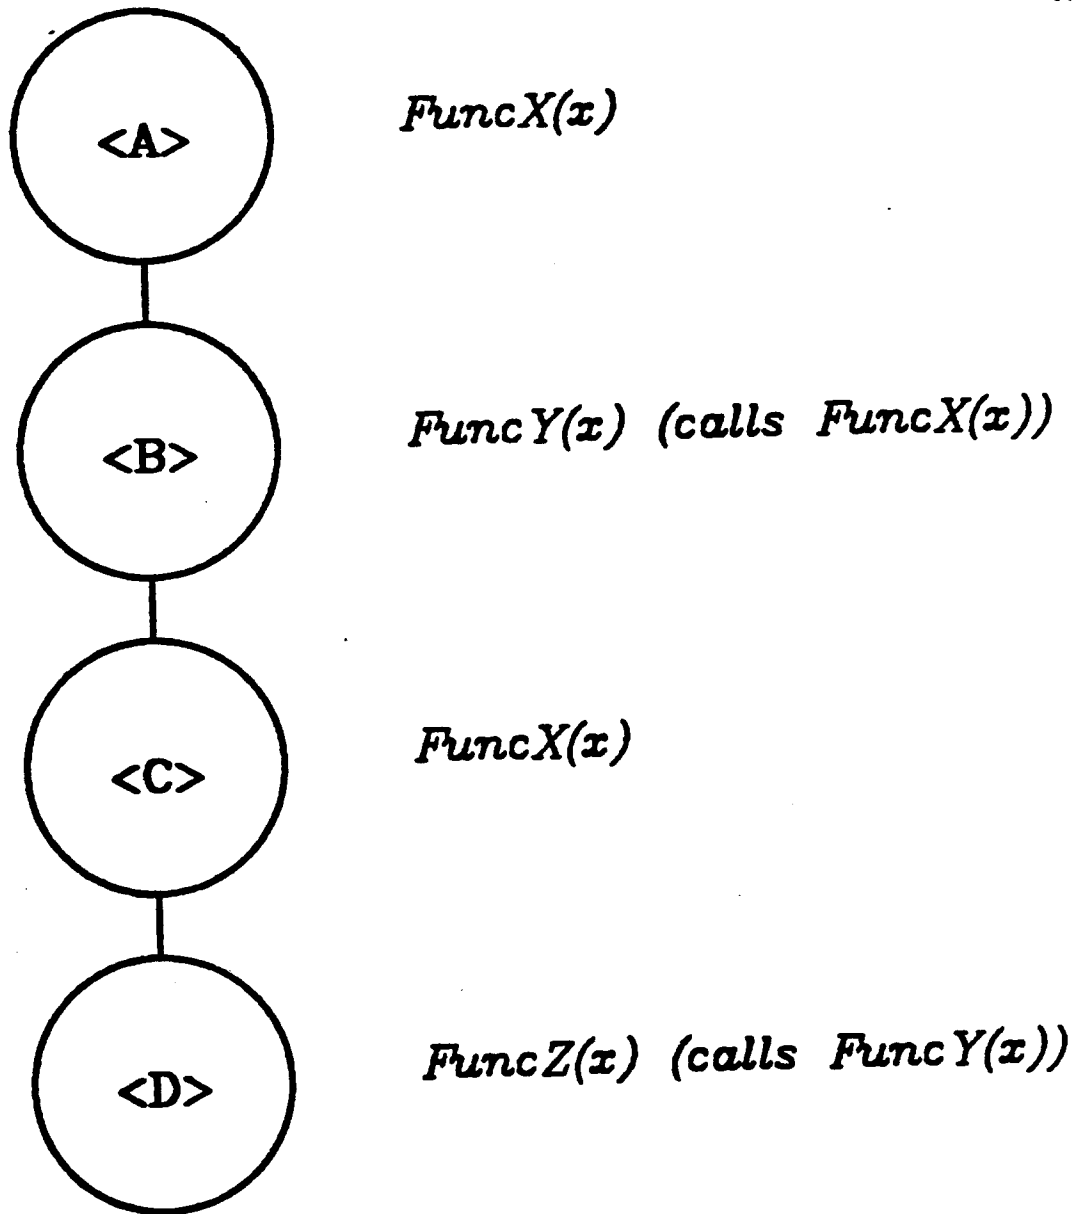 <A> FuncX(x)
<B> FuncY(x) (calls FuncX(x))
<C> FuncX(x)
<D> FuncZ(x) (calls FuncY(x))